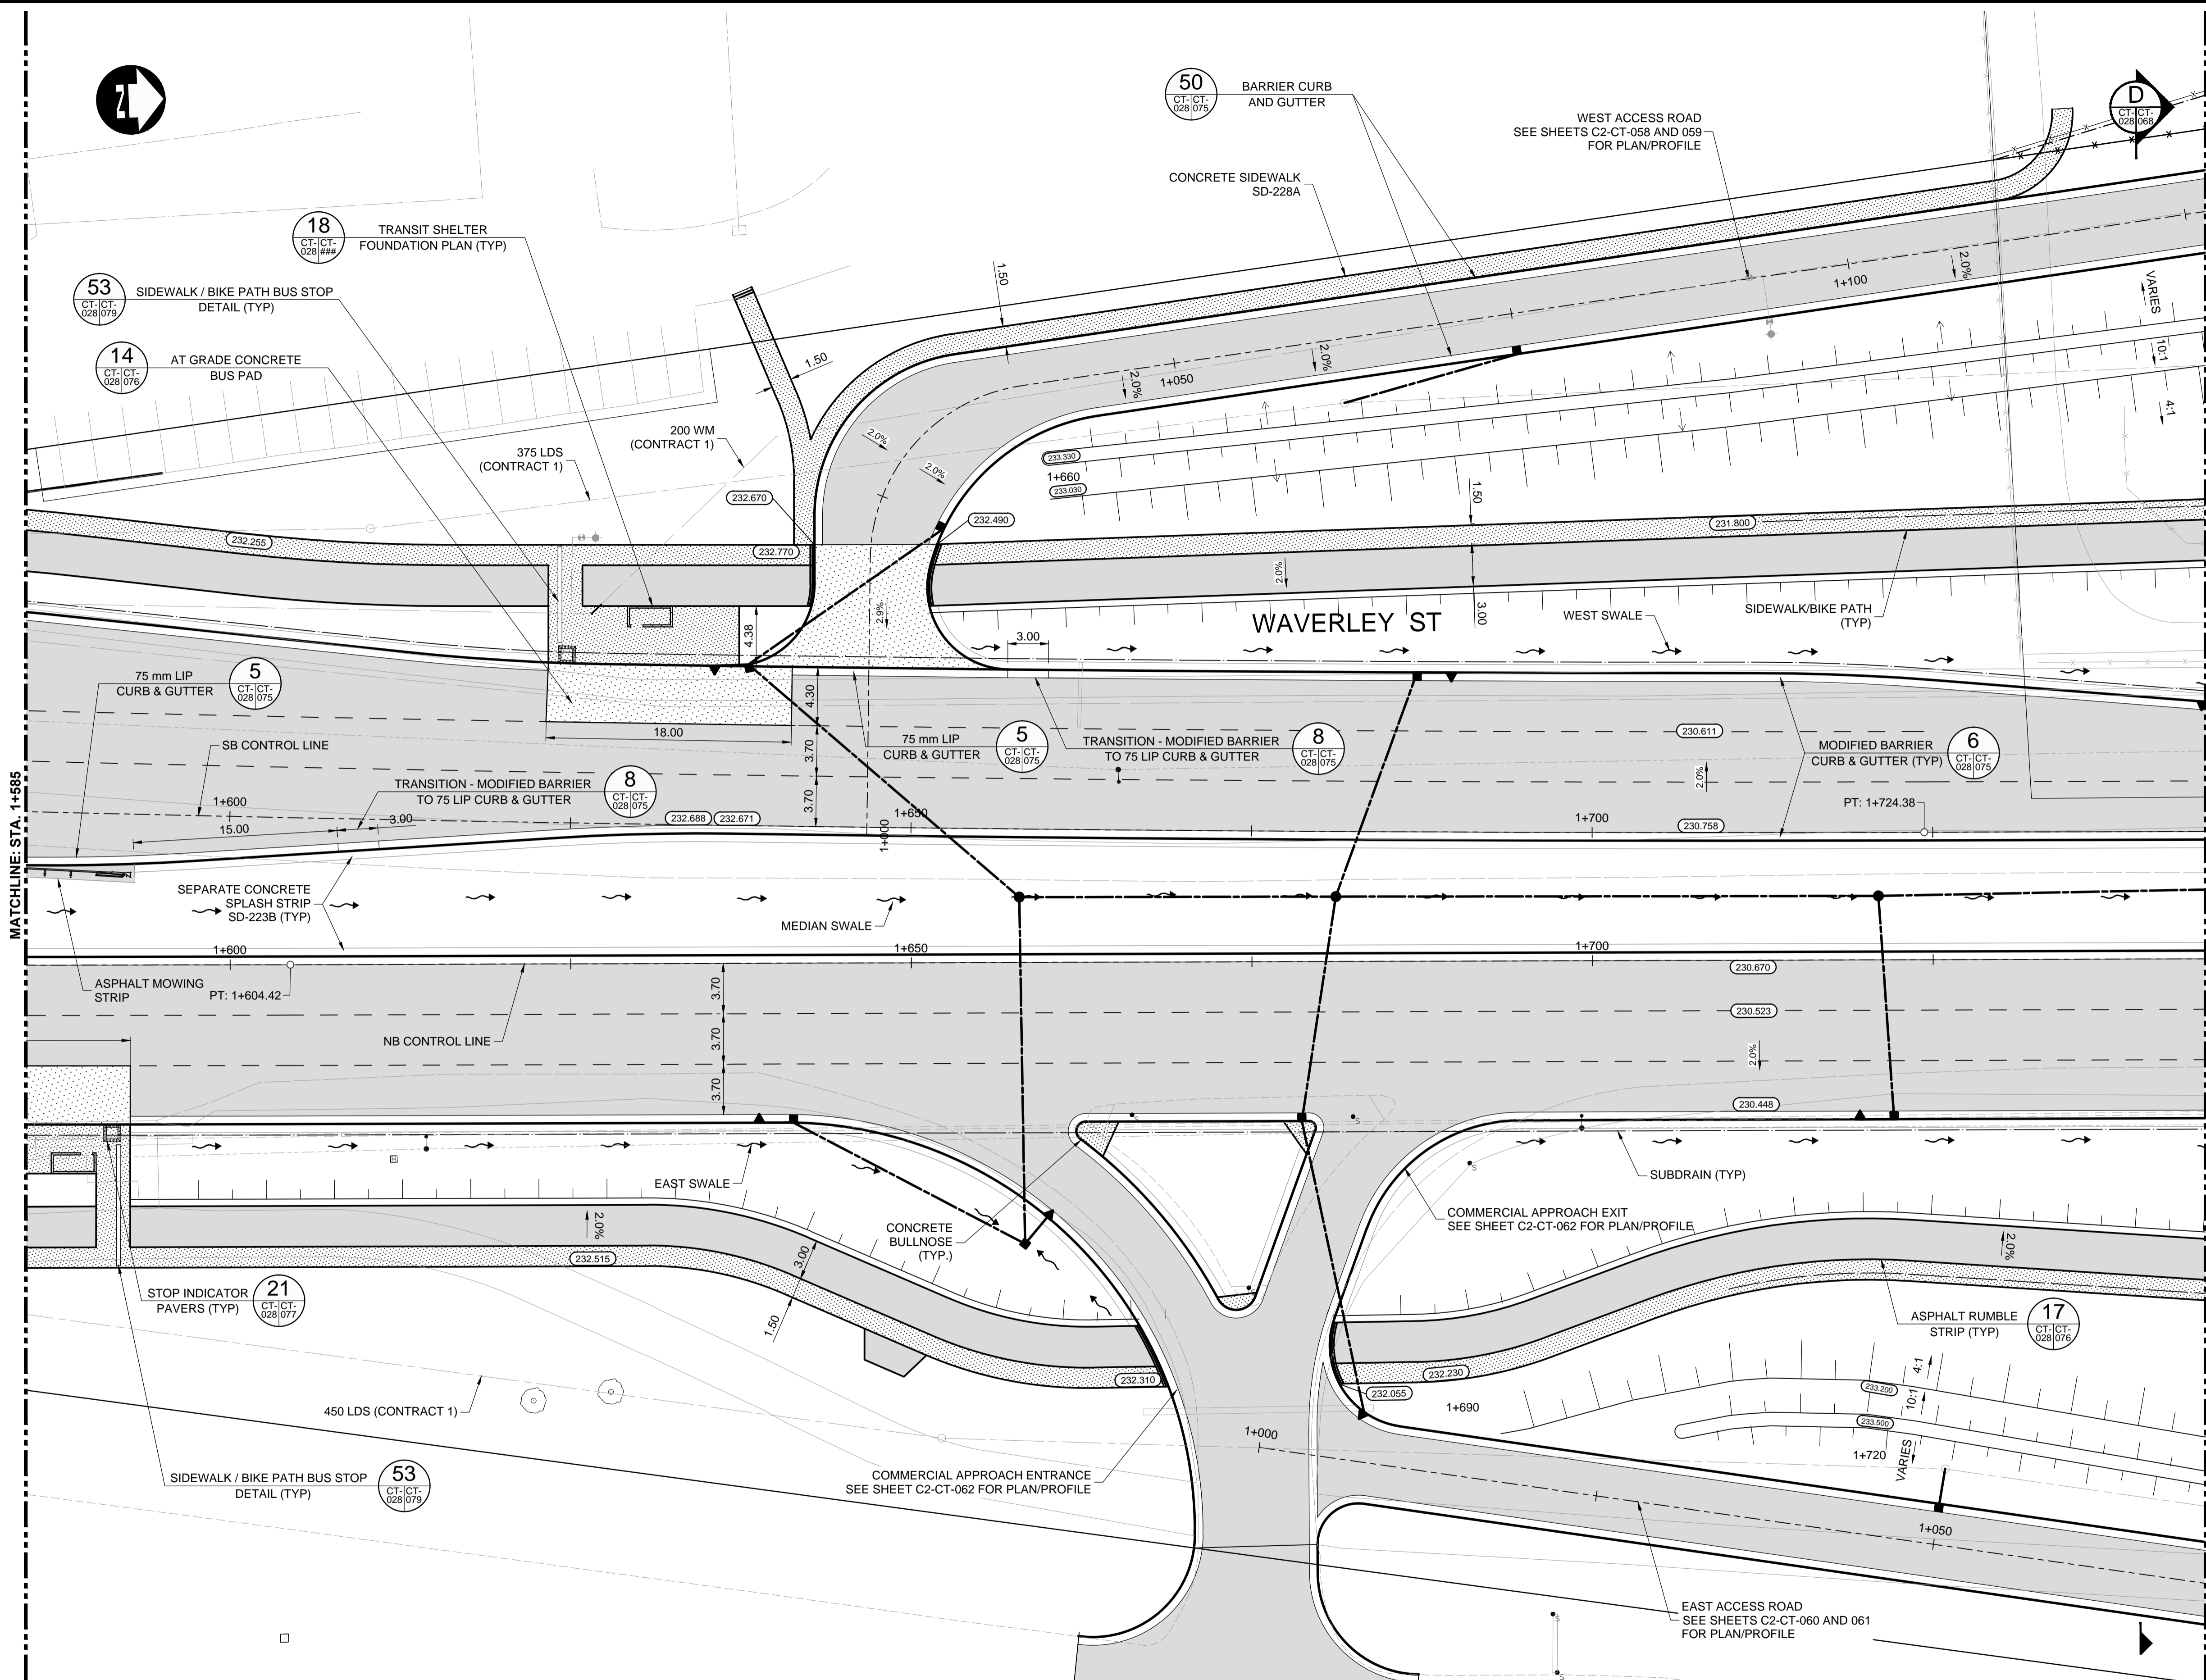 N
50
CT-028
CT-075
BARRIER CURB
AND GUTTER
WEST ACCESS ROAD
SEE SHEETS C2-CT-058 AND 059
FOR PLAN/PROFILE
D
CT-028
CT-068
CONCRETE SIDEWALK
SD-228A
18
CT-028
CT-###
TRANSIT SHELTER
FOUNDATION PLAN (TYP)
53
CT-028
CT-079
SIDEWALK / BIKE PATH BUS STOP
DETAIL (TYP)
14
CT-028
CT-076
AT GRADE CONCRETE
BUS PAD
1.50
1.50
2.0%
1+050
2.0%
2.0%
1+100
VARIES
10:1
4:1
2.0%
2.0%
200 WM
(CONTRACT 1)
375 LDS
(CONTRACT 1)
233.330
1+660
233.030
232.670
232.490
1.50
231.800
232.255
232.770
2.0%
3.00
2.9%
4.38
WAVERLEY ST
3.00
WEST SWALE
SIDEWALK/BIKE PATH
(TYP)
75 mm LIP
CURB & GUTTER
5
CT-028
CT-075
4.30
18.00
SB CONTROL LINE
75 mm LIP
CURB & GUTTER
5
CT-028
CT-075
TRANSITION - MODIFIED BARRIER
TO 75 LIP CURB & GUTTER
8
CT-028
CT-075
230.611
MODIFIED BARRIER
CURB & GUTTER (TYP)
6
CT-028
CT-075
3.70
2.0%
TRANSITION - MODIFIED BARRIER
TO 75 LIP CURB & GUTTER
8
CT-028
CT-075
3.70
PT: 1+724.38
1+600
15.00
3.00
232.688
232.671
1+650
1+000
1+700
230.758
MATCHLINE: STA. 1+585
SEPARATE CONCRETE
SPLASH STRIP
SD-223B (TYP)
MEDIAN SWALE
1+600
1+650
1+700
ASPHALT MOWING
STRIP
PT: 1+604.42
3.70
230.670
230.523
NB CONTROL LINE
3.70
2.0%
3.70
230.448
S
S
S
SUBDRAIN (TYP)
H
EAST SWALE
COMMERCIAL APPROACH EXIT
SEE SHEET C2-CT-062 FOR PLAN/PROFILE
CONCRETE
BULLNOSE
(TYP.)
2.0%
232.515
3.00
2.0%
STOP INDICATOR
PAVERS (TYP)
21
CT-028
CT-077
1.50
ASPHALT RUMBLE
STRIP (TYP)
17
CT-028
CT-076
232.310
232.230
232.055
1+690
4:1
233.200
10:1
233.500
1+720
VARIES
450 LDS (CONTRACT 1)
1+000
SIDEWALK / BIKE PATH BUS STOP
DETAIL (TYP)
53
CT-028
CT-079
COMMERCIAL APPROACH ENTRANCE
SEE SHEET C2-CT-062 FOR PLAN/PROFILE
1+050
EAST ACCESS ROAD
SEE SHEETS C2-CT-060 AND 061
FOR PLAN/PROFILE
S
S